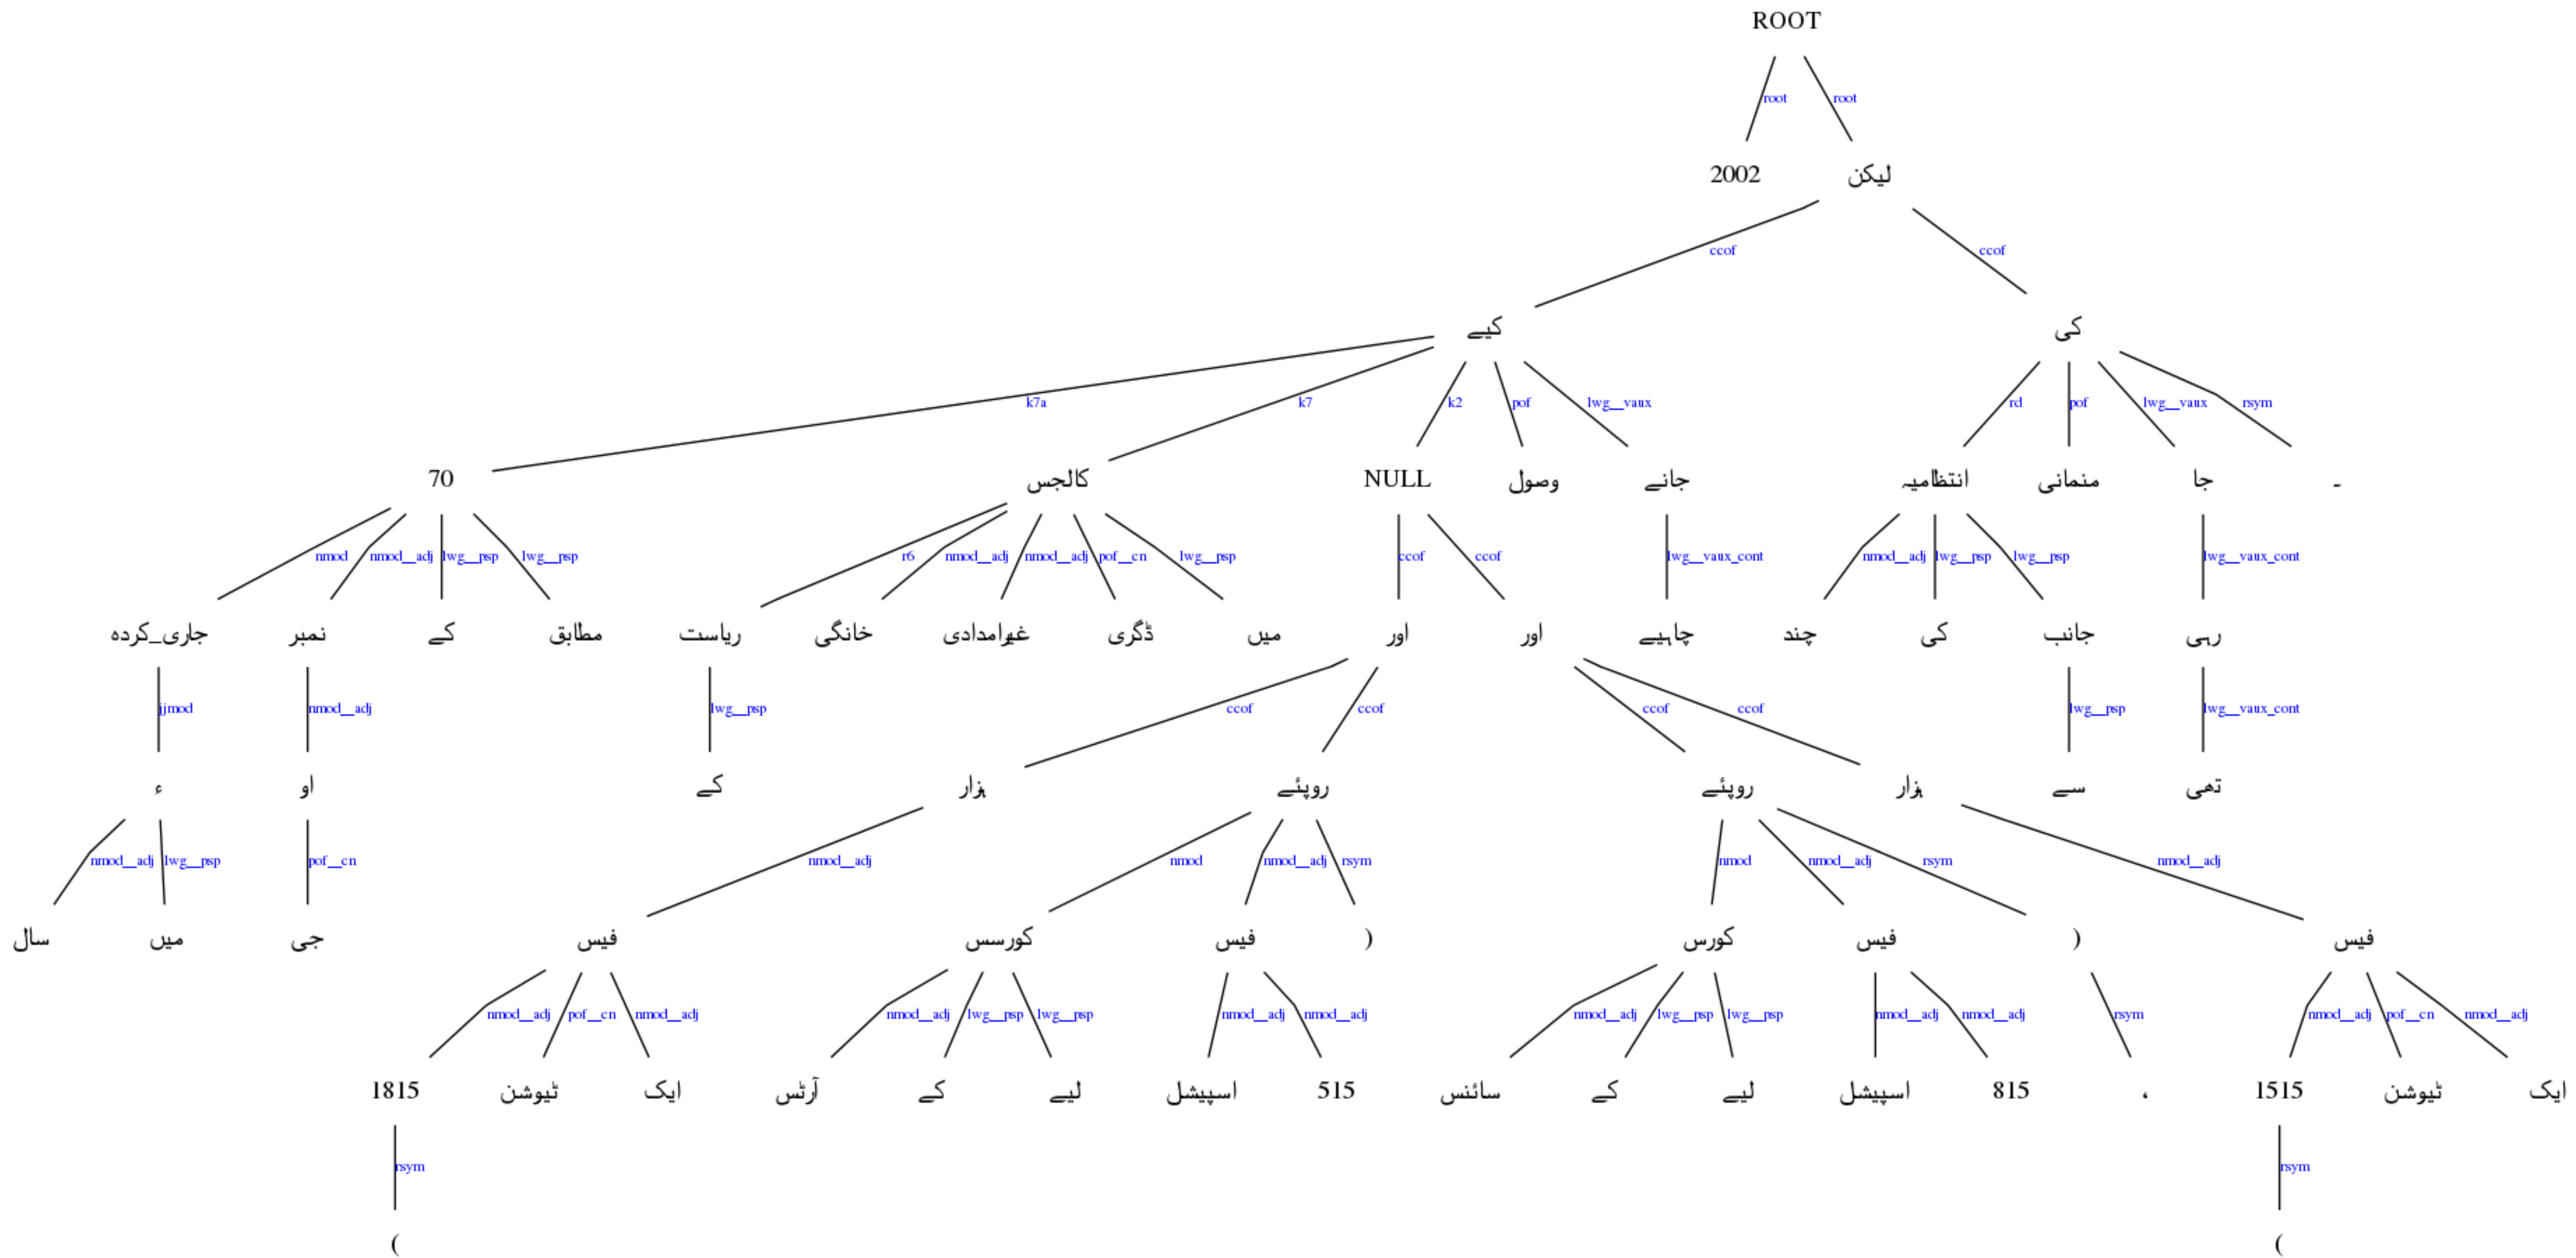 ROOT
root root
2002 لیکن
ccof ccof
کیے کی
k7a k7 k2 pof lwg__vaux rd pof lwg__vaux rsym
70 کالجس NULL وصول جانے انتظامیہ منمانی جا ۔
nmod nmod__adj lwg__psp lwg__psp r6 nmod__adj nmod__adj pof__cn lwg__psp ccof ccof lwg__vaux_cont nmod__adj lwg__psp lwg__psp lwg__vaux_cont
جاری_کردہ نمبر کے مطابق ریاست خانگی غیرامدادی ڈگری میں اور اور چاہیے چند کی جانب رہی
jjmod nmod__adj lwg__psp ccof ccof ccof ccof lwg__psp lwg__vaux_cont
ء او کے ہزار روپئے روپئے ہزار سے تھی
nmod__adj lwg__psp pof__cn nmod__adj nmod nmod__adj rsym nmod nmod__adj rsym nmod__adj
سال میں جی فیس کورسس فیس ) کورس فیس ) فیس
nmod__adj pof__cn nmod__adj nmod__adj lwg__psp lwg__psp nmod__adj nmod__adj nmod__adj lwg__psp lwg__psp nmod__adj nmod__adj rsym nmod__adj pof__cn nmod__adj
1815 ٹیوشن ایک آرٹس کے لیے اسپیشل 515 سائنس کے لیے اسپیشل 815 ، 1515 ٹیوشن ایک
rsym rsym
( (